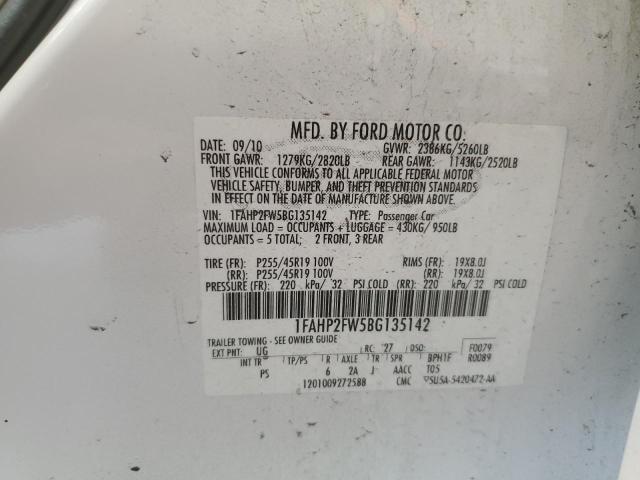 MFD. BY FORD MOTOR CO.
DATE: 09/10 GVWR: 2386KG/5260LB
FRONT GAWR: 1279KG/2820LB REAR GAWR: 1143KG/2520LB
THIS VEHICLE CONFORMS TO ALL APPLICABLE FEDERAL MOTOR
VEHICLE SAFETY, BUMPER, AND THEFT PREVENTION STANDARDS
IN EFFECT ON THE DATE OF MANUFACTURE SHOWN ABOVE.
VIN: 1FAHP2FW5BG135142 TYPE: Passenger Car
MAXIMUM LOAD = OCCUPANTS + LUGGAGE = 430KG/950LB
OCCUPANTS = 5 TOTAL; 2 FRONT, 3 REAR
TIRE (FR): P255/45R19 100V RIMS (FR): 19X8.0J
(RR): P255/45R19 100V (RR): 19X8.0J
PRESSURE (FR): 220 kPa/ 32 PSI COLD (RR): 220 kPa/ 32 PSI COLD
1FAHP2FW5BG135142
TRAILER TOWING - SEE OWNER GUIDE
EXT PNT: UG RC: 27 DSO: F0079
INT TR TP/PS R AXLE TR SPR BPH1F R0089
PS 6 2A J AACC T05
1201009272588 CMC 5U5A-5420472-AA